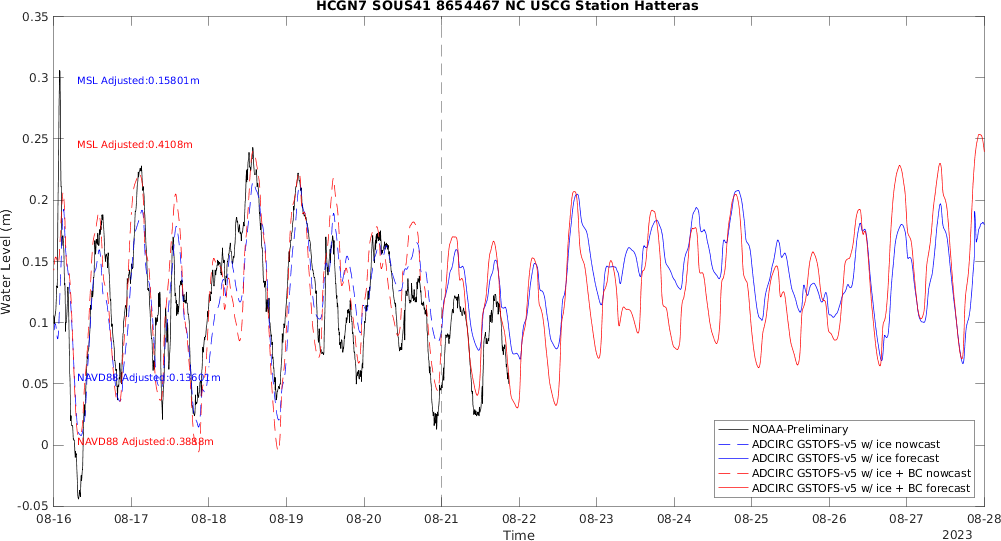 HCGN7 SOUS41 8654467 NC USCG Station Hatteras
0.35
0.3
0.25
0.2
0.15
0.1
0.05
0
-0.05
Water Level (m)
MSL Adjusted:0.15801m
MSL Adjusted:0.4108m
NAVD88 Adjusted:0.13601m
NAVD88 Adjusted:0.3888m
NOAA-Preliminary
ADCIRC GSTOFS-v5 w/ ice nowcast
ADCIRC GSTOFS-v5 w/ ice forecast
ADCIRC GSTOFS-v5 w/ ice + BC nowcast
ADCIRC GSTOFS-v5 w/ ice + BC forecast
08-16 08-17 08-18 08-19 08-20 08-21 08-22 08-23 08-24 08-25 08-26 08-27 08-28
Time
2023